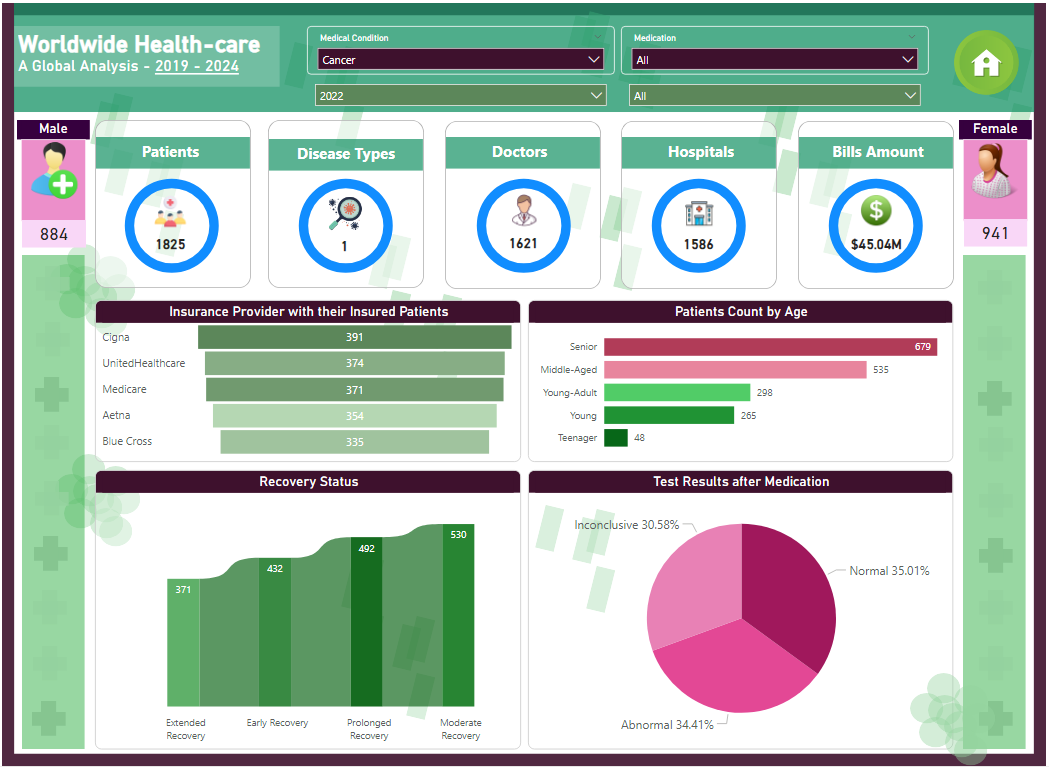 Worldwide Health-care
A Global Analysis - 2019 - 2024
Medical Condition
Cancer
Medication
All
2022
All
Male
884
Patients
1825
Disease Types
1
Doctors
1621
Hospitals
1586
Bills Amount
$
$45.04M
Female
941
Insurance Provider with their Insured Patients
Cigna 391
UnitedHealthcare 374
Medicare 371
Aetna 354
Blue Cross 335
Patients Count by Age
Senior 679
Middle-Aged 535
Young-Adult 298
Young 265
Teenager 48
Recovery Status
371
432
492
530
Extended
Recovery
Early Recovery
Prolonged
Recovery
Moderate
Recovery
Test Results after Medication
Inconclusive 30.58%
Normal 35.01%
Abnormal 34.41%